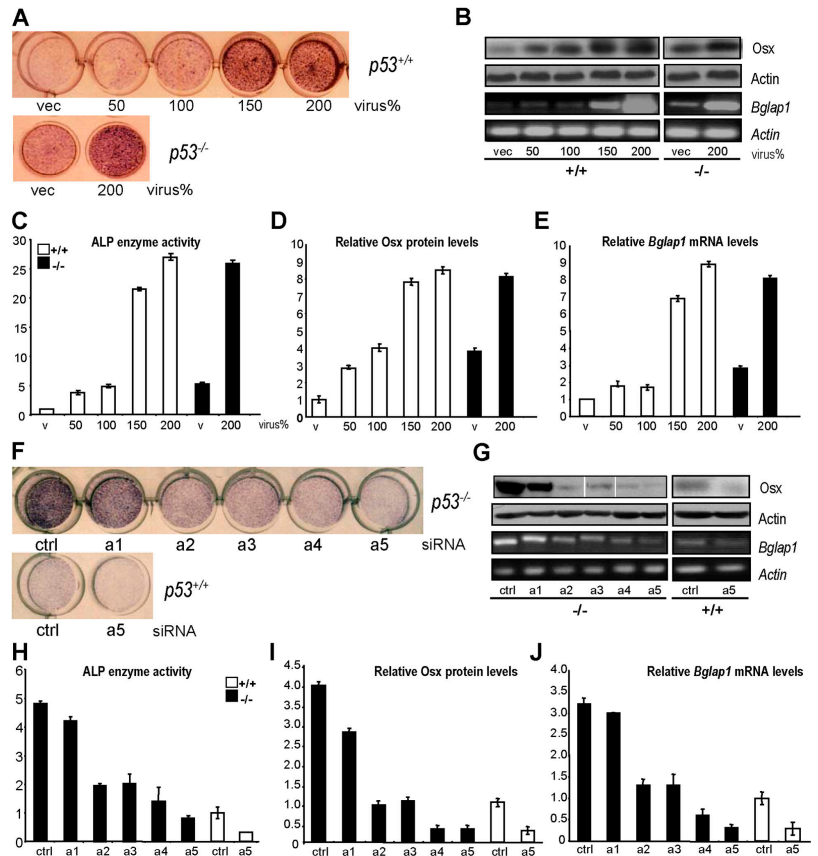 A
p53+/+
vec 50 100 150 200 virus%
p53-/-
vec 200 virus%
B
Osx
Actin
Bglap1
Actin
vec 50 100 150 200 vec 200 virus%
+/+ -/-
C
ALP enzyme activity
+/+
-/-
30
25
20
15
10
5
0
v 50 100 150 200 v 200 virus%
D
Relative Osx protein levels
10
9
8
7
6
5
4
3
2
1
0
v 50 100 150 200 v 200
E
Relative Bglap1 mRNA levels
10
9
8
7
6
5
4
3
2
1
0
v 50 100 150 200 v 200
F
p53-/-
ctrl a1 a2 a3 a4 a5 siRNA
p53+/+
ctrl a5 siRNA
G
Osx
Actin
Bglap1
Actin
ctrl a1 a2 a3 a4 a5 ctrl a5
-/- +/+
H
ALP enzyme activity
+/+
-/-
6
5
4
3
2
1
0
ctrl a1 a2 a3 a4 a5 ctrl a5
I
Relative Osx protein levels
4.5
4.0
3.5
3.0
2.5
2.0
1.5
1.0
0.5
0
ctrl a1 a2 a3 a4 a5 ctrl a5
J
Relative Bglap1 mRNA levels
4.0
3.5
3.0
2.5
2.0
1.5
1.0
0.5
0
ctrl a1 a2 a3 a4 a5 ctrl a5